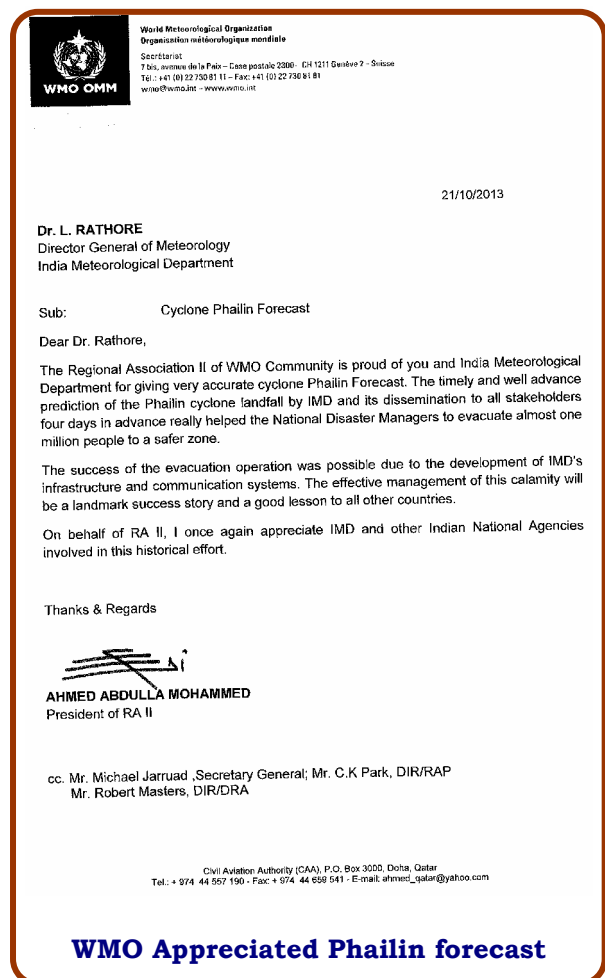 WMO OMM
World Meteorological Organization
Organisation météorologique mondiale
Secrétariat
7 bis, avenue de la Paix – Case postale 2300 - CH 1211 Genève 2 - Suisse
Tél.: +41 (0) 22 730 81 11 – Fax: +41 (0) 22 730 81 81
wmo@wmo.int – www.wmo.int
21/10/2013
Dr. L. RATHORE
Director General of Meteorology
India Meteorological Department
Sub: Cyclone Phailin Forecast
Dear Dr. Rathore,
The Regional Association II of WMO Community is proud of you and India Meteorological
Department for giving very accurate cyclone Phailin Forecast. The timely and well advance
prediction of the Phailin cyclone landfall by IMD and its dissemination to all stakeholders
four days in advance really helped the National Disaster Managers to evacuate almost one
million people to a safer zone.
The success of the evacuation operation was possible due to the development of IMD's
infrastructure and communication systems. The effective management of this calamity will
be a landmark success story and a good lesson to all other countries.
On behalf of RA II, I once again appreciate IMD and other Indian National Agencies
involved in this historical effort.
Thanks & Regards
AHMED ABDULLA MOHAMMED
President of RA II
cc. Mr. Michael Jarruad ,Secretary General; Mr. C.K Park, DIR/RAP
Mr. Robert Masters, DIR/DRA
Civil Aviation Authority (CAA), P.O. Box 3000, Doha, Qatar
Tel.: + 974 44 557 190 - Fax: + 974 44 659 541 - E-mail: ahmed_qatar@yahoo.com
WMO Appreciated Phailin forecast